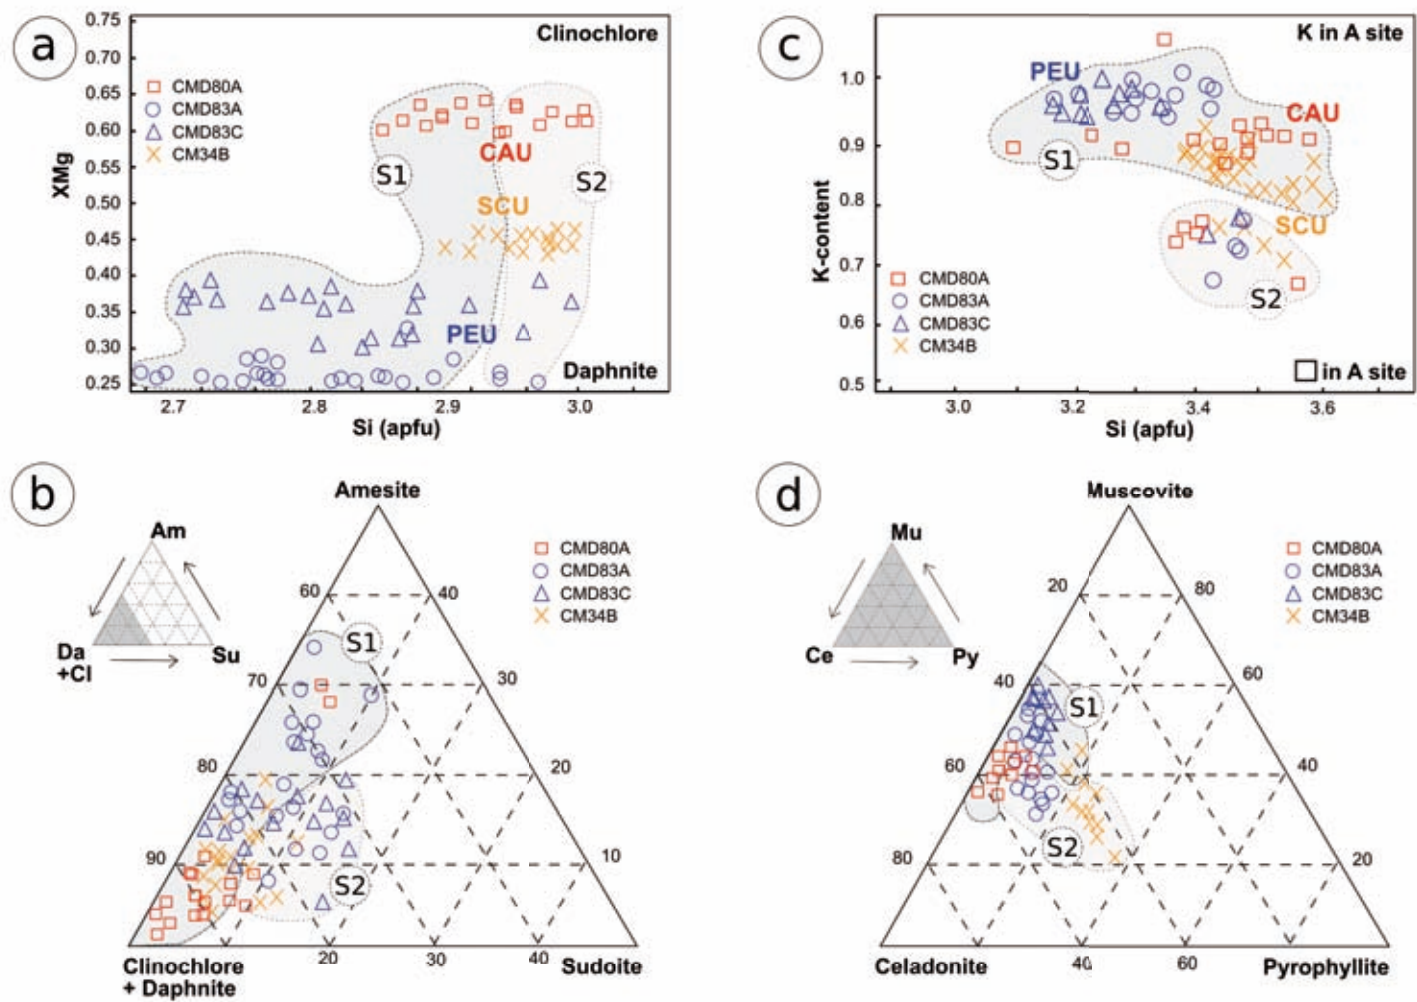 a
0.75
0.70
0.65
0.60
0.55
0.50
0.45
0.40
0.35
0.30
0.25
XMg
Clinochlore
CMD80A
CMD83A
CMD83C
CM34B
CAU
S1
S2
SCU
PEU
Daphnite
2.7
2.8
2.9
3.0
Si (apfu)
c
K in A site
1.0
0.9
0.8
0.7
0.6
0.5
K-content
PEU
CAU
S1
SCU
S2
CMD80A
CMD83A
CMD83C
CM34B
in A site
3.0
3.2
3.4
3.6
Si (apfu)
b
Amesite
Am
Da
+Cl
Su
CMD80A
CMD83A
CMD83C
CM34B
60
40
S1
70
30
80
20
90
10
S2
20
30
40
Clinochlore
+ Daphnite
Sudoite
d
Muscovite
Mu
Ce
Py
CMD80A
CMD83A
CMD83C
CM34B
20
80
40
60
S1
60
40
S2
80
20
40
60
Celadonite
Pyrophyllite